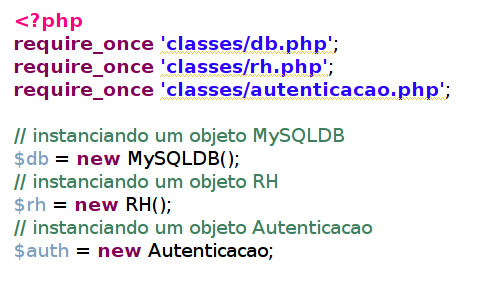 <?php
require_once 'classes/db.php';
require_once 'classes/rh.php';
require_once 'classes/autenticacao.php';
// instanciando um objeto MySQLDB
$db = new MySQLDB();
// instanciando um objeto RH
$rh = new RH();
// instanciando um objeto Autenticacao
$auth = new Autenticacao;